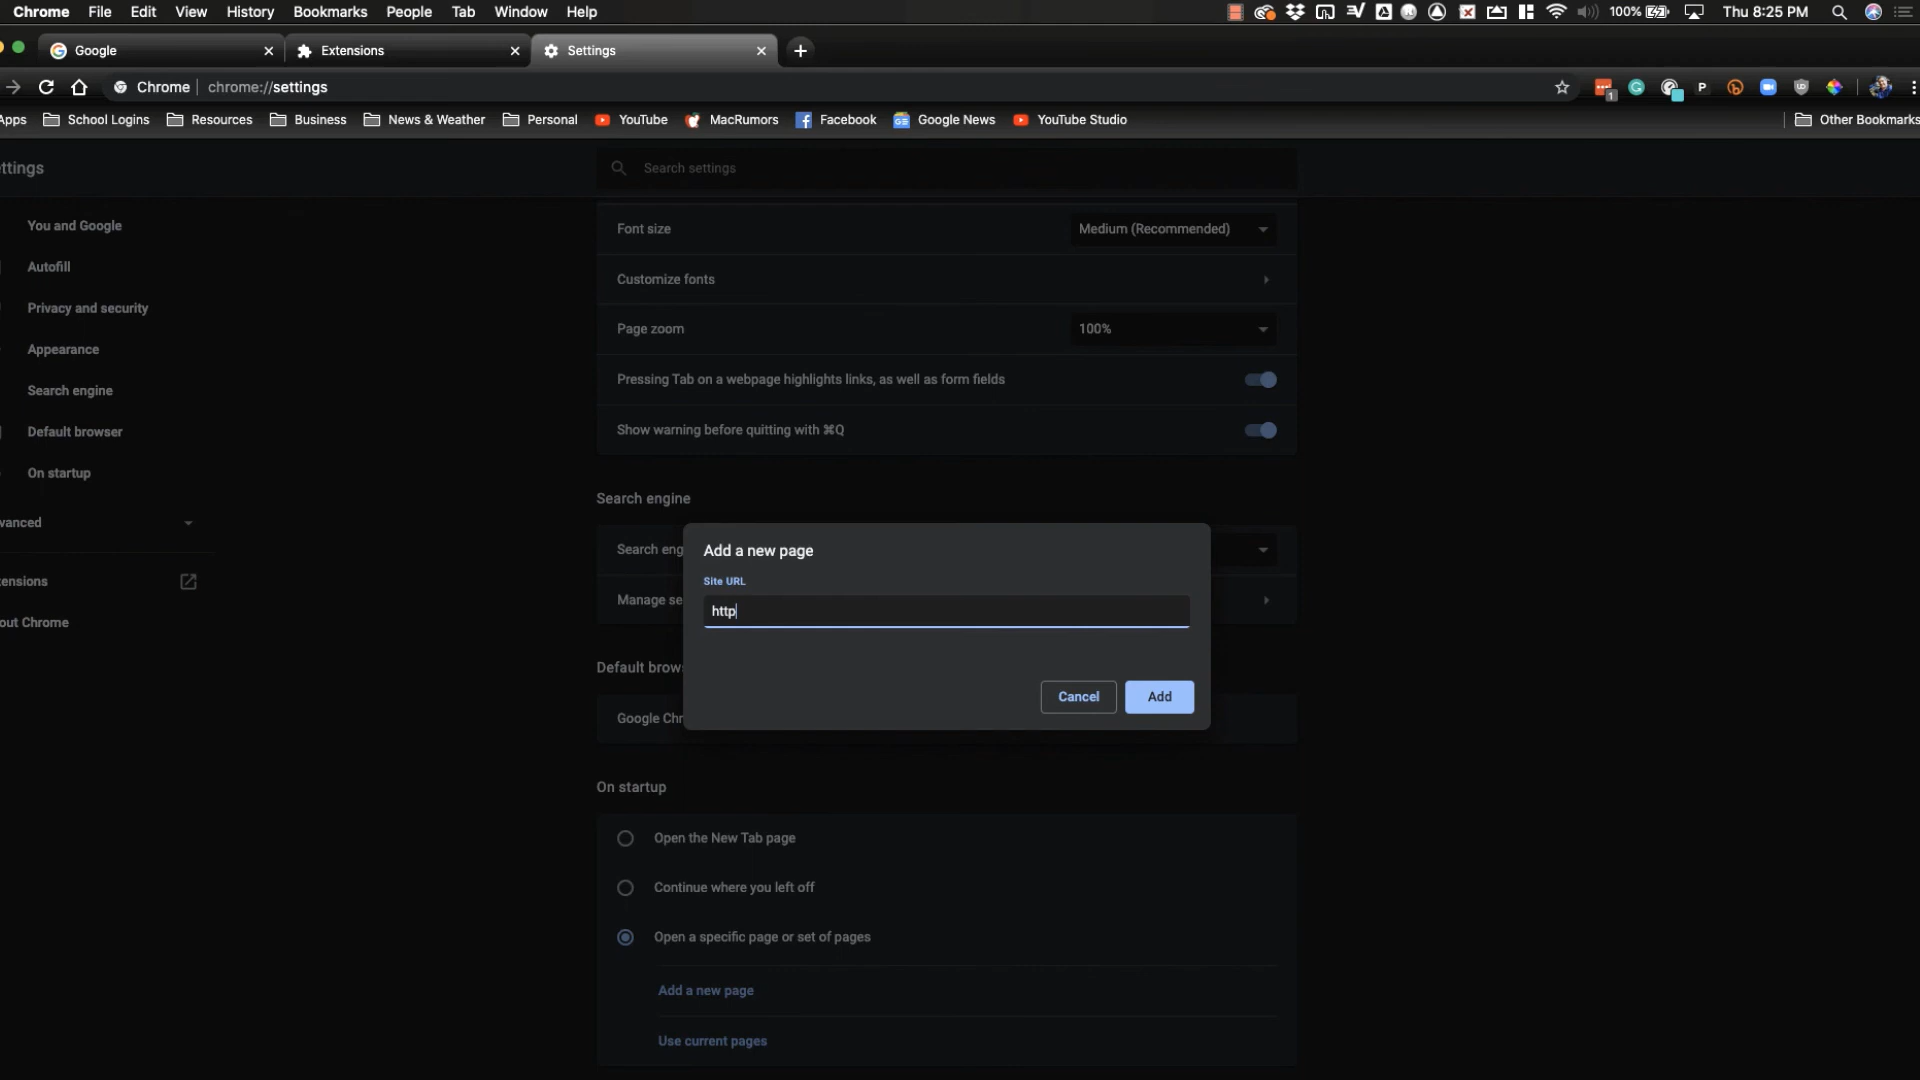 Chrome File Edit View History Bookmarks People Tab Window Help 100% Thu 8:25 PM
Google Extensions Settings
Chrome chrome://settings 1 P
Apps School Logins Resources Business News & Weather Personal YouTube MacRumors Facebook Google News YouTube Studio Other Bookmarks
ettings
Search settings
You and Google
Autofill
Privacy and security
Appearance
Search engine
Default browser
On startup
vanced
tensions
out Chrome
Font size Medium (Recommended)
Customize fonts
Page zoom 100%
Pressing Tab on a webpage highlights links, as well as form fields
Show warning before quitting with ⌘Q
Search engine
Search eng
Manage se
Add a new page
Site URL
http
Cancel Add
Default brow
Google Chr
On startup
Open the New Tab page
Continue where you left off
Open a specific page or set of pages
Add a new page
Use current pages